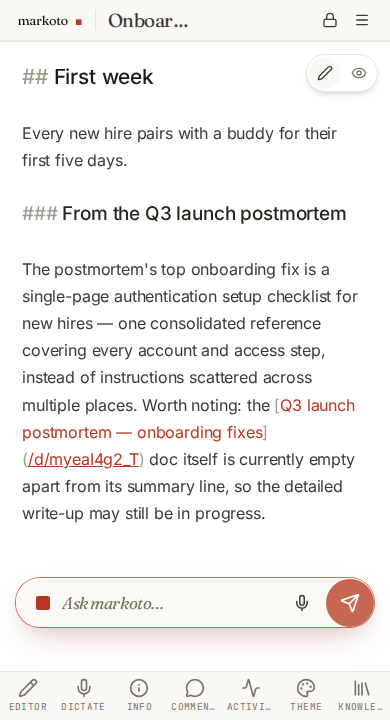 markoto
Onboar...
## First week
Every new hire pairs with a buddy for their
first five days.
### From the Q3 launch postmortem
The postmortem's top onboarding fix is a
single-page authentication setup checklist for
new hires — one consolidated reference
covering every account and access step,
instead of instructions scattered across
multiple places. Worth noting: the [Q3 launch
postmortem — onboarding fixes]
(/d/myeal4g2_T) doc itself is currently empty
apart from its summary line, so the detailed
write-up may still be in progress.
Ask markoto...
EDITOR DICTATE INFO COMMEN… ACTIVI… THEME KNOWLE…